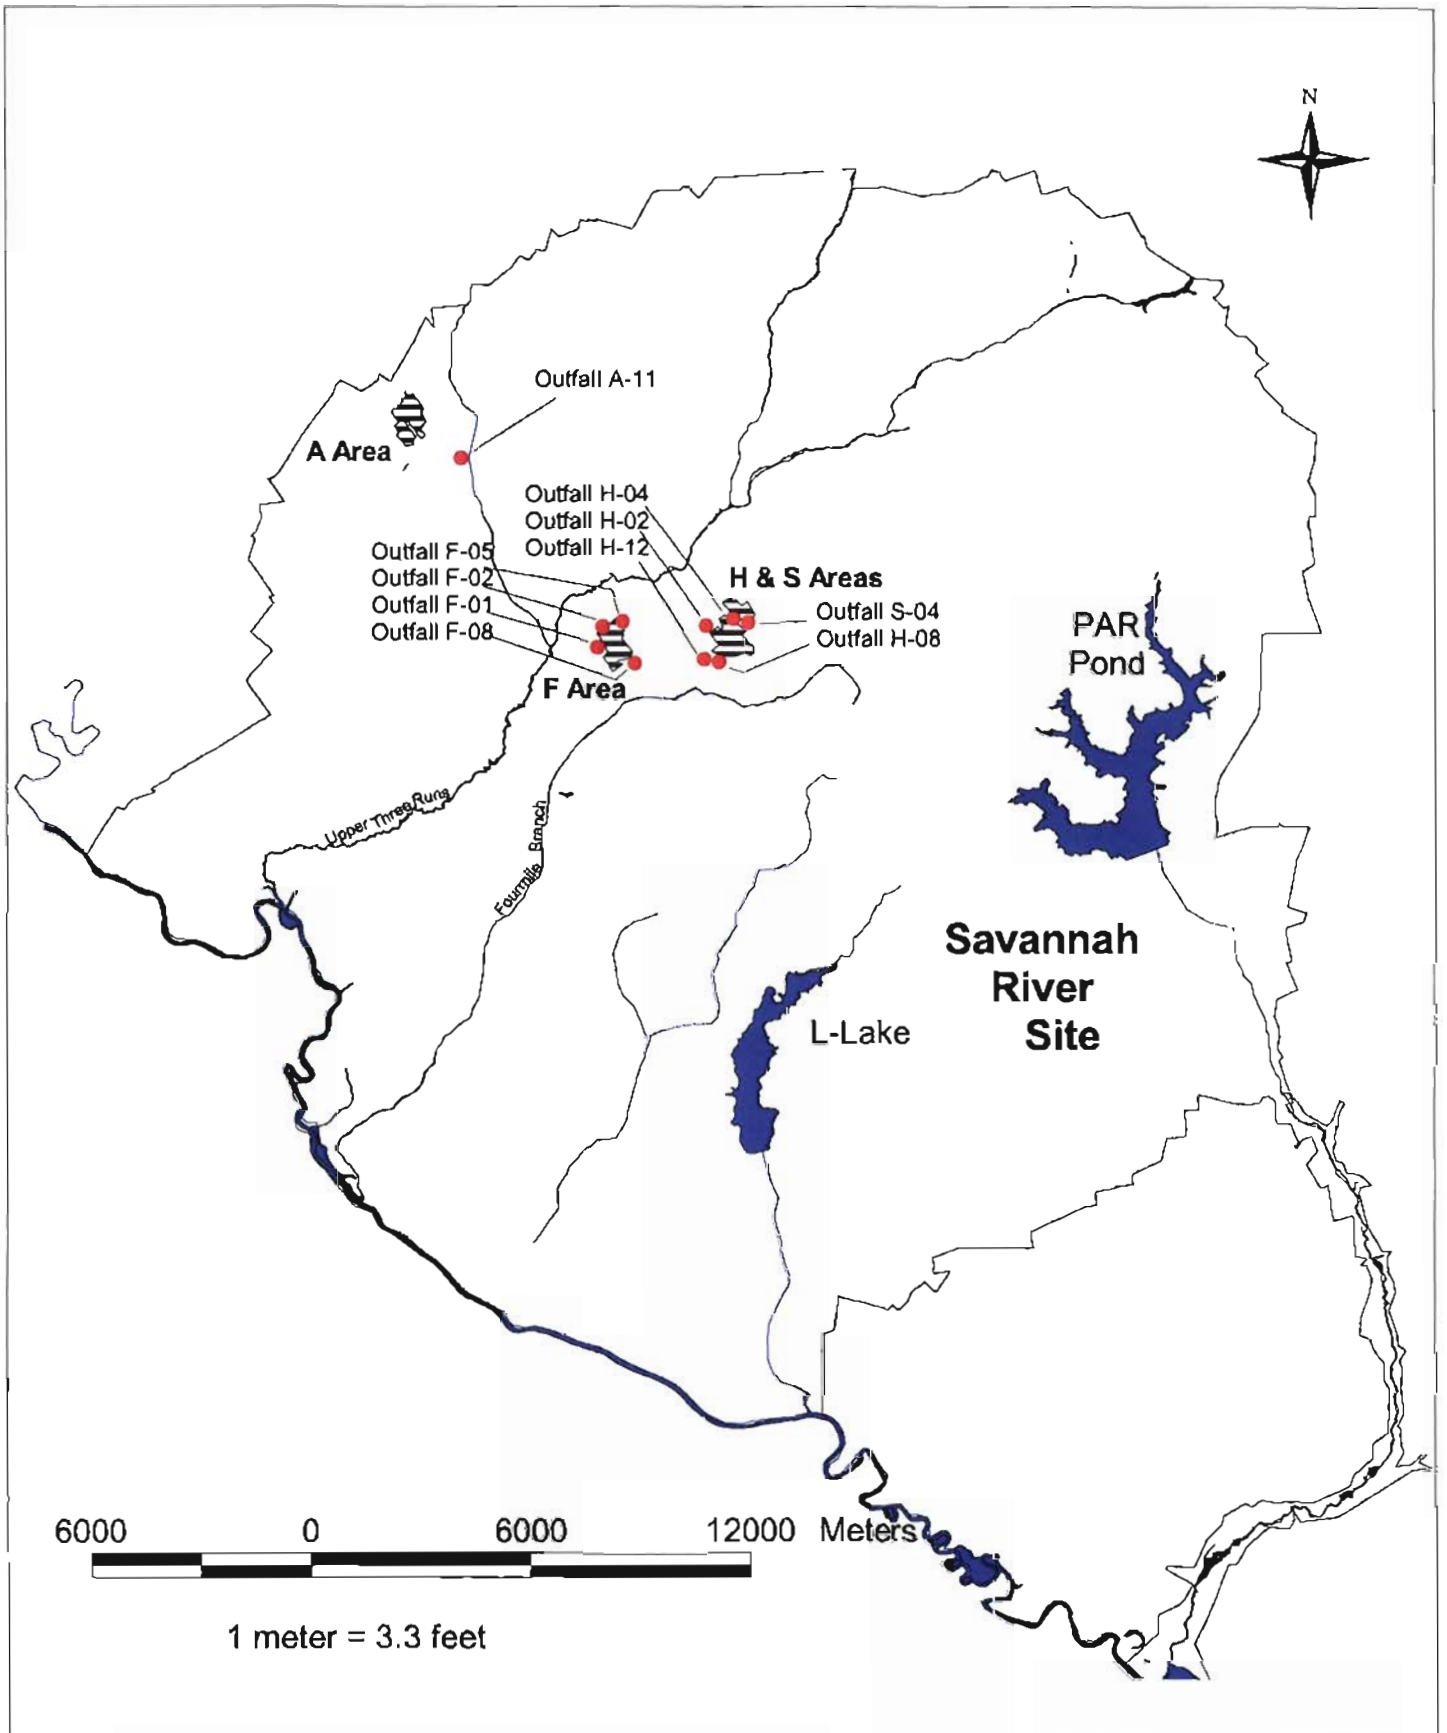 N
Outfall A-11
A Area
Outfall H-04
Outfall H-02
Outfall H-12
Outfall F-05
Outfall F-02
Outfall F-01
Outfall F-08
H & S Areas
Outfall S-04
Outfall H-08
F Area
PAR
Pond
Upper Three Runs
Fourmile Branch
Savannah
River
Site
L-Lake
6000 0 6000 12000 Meters
1 meter = 3.3 feet